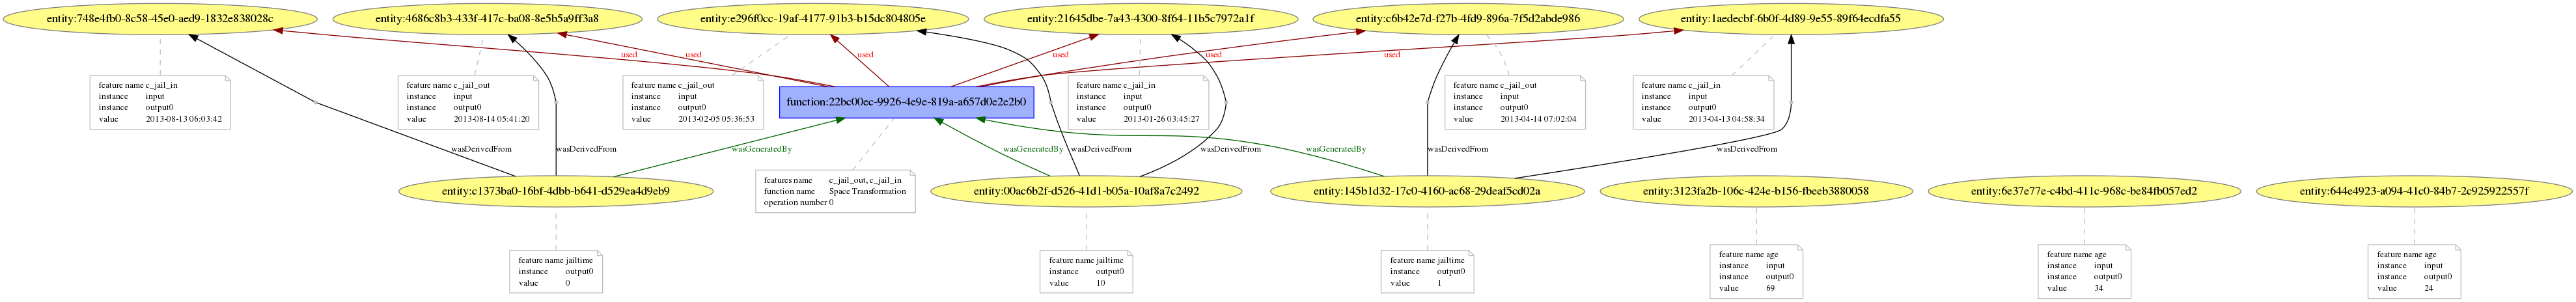 entity:748e4fb0-8c58-45e0-aed9-1832e838028c
entity:4686c8b3-433f-417c-ba08-8e5b5a9ff3a8
entity:e296f0cc-19af-4177-91b3-b15dc804805e
entity:21645dbe-7a43-4300-8f64-11b5c7972a1f
entity:c6b42e7d-f27b-4fd9-896a-7f5d2abde986
entity:1aedecbf-6b0f-4d89-9e55-89f64ecdfa55
used
used
used
used
used
used
feature name c_jail_in
instance input
instance output0
value 2013-08-13 06:03:42
feature name c_jail_out
instance input
instance output0
value 2013-08-14 05:41:20
feature name c_jail_out
instance input
instance output0
value 2013-02-05 05:36:53
function:22bc00ec-9926-4e9e-819a-a657d0e2e2b0
feature name c_jail_in
instance input
instance output0
value 2013-01-26 03:45:27
feature name c_jail_out
instance input
instance output0
value 2013-04-14 07:02:04
feature name c_jail_in
instance input
instance output0
value 2013-04-13 04:58:34
wasDerivedFrom
wasDerivedFrom
wasGeneratedBy
wasGeneratedBy
wasDerivedFrom
wasDerivedFrom
wasGeneratedBy
wasDerivedFrom
wasDerivedFrom
entity:c1373ba0-16bf-4dbb-b641-d529ea4d9eb9
features name c_jail_out, c_jail_in
function name Space Transformation
operation number 0
entity:00ac6b2f-d526-41d1-b05a-10af8a7c2492
entity:145b1d32-17c0-4160-ac68-29deaf5cd02a
entity:3123fa2b-106c-424e-b156-fbeeb3880058
entity:6e37e77e-c4bd-411c-968c-be84fb057ed2
entity:644e4923-a094-41c0-84b7-2c925922557f
feature name jailtime
instance output0
value 0
feature name jailtime
instance output0
value 10
feature name jailtime
instance output0
value 1
feature name age
instance input
instance output0
value 69
feature name age
instance input
instance output0
value 34
feature name age
instance input
instance output0
value 24